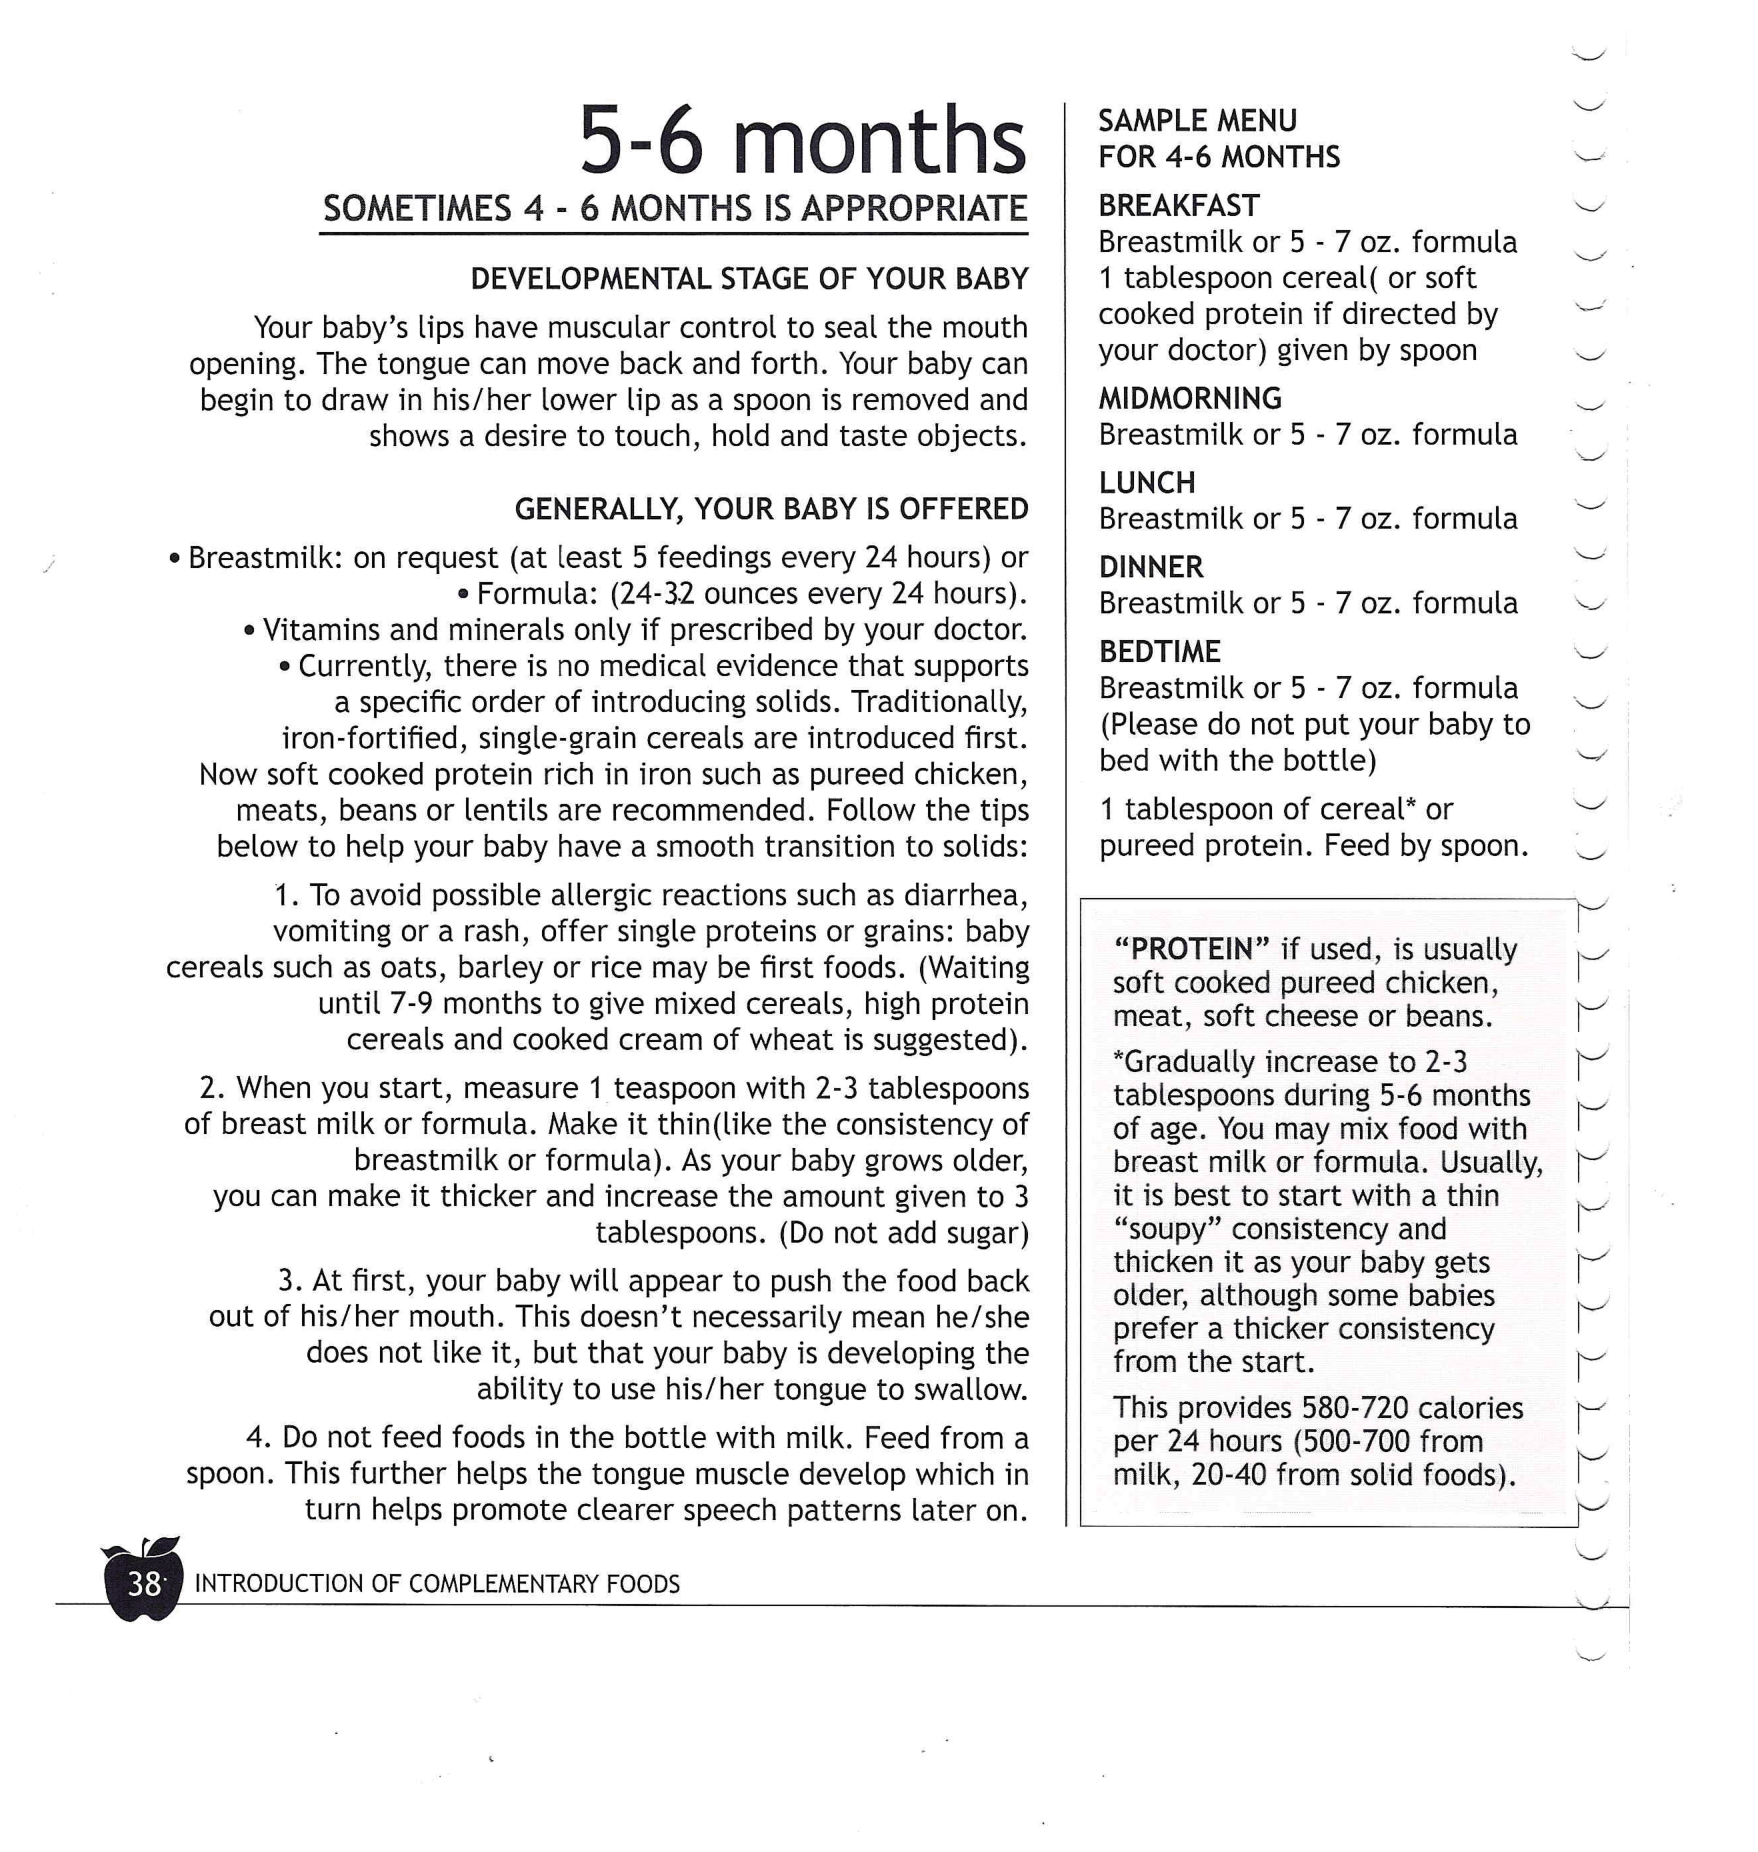 5-6 months
SOMETIMES 4 - 6 MONTHS IS APPROPRIATE
DEVELOPMENTAL STAGE OF YOUR BABY
Your baby's lips have muscular control to seal the mouth
opening. The tongue can move back and forth. Your baby can
begin to draw in his/her lower lip as a spoon is removed and
shows a desire to touch, hold and taste objects.
GENERALLY, YOUR BABY IS OFFERED
• Breastmilk: on request (at least 5 feedings every 24 hours) or
• Formula: (24-32 ounces every 24 hours).
• Vitamins and minerals only if prescribed by your doctor.
• Currently, there is no medical evidence that supports
a specific order of introducing solids. Traditionally,
iron-fortified, single-grain cereals are introduced first.
Now soft cooked protein rich in iron such as pureed chicken,
meats, beans or lentils are recommended. Follow the tips
below to help your baby have a smooth transition to solids:
1. To avoid possible allergic reactions such as diarrhea,
vomiting or a rash, offer single proteins or grains: baby
cereals such as oats, barley or rice may be first foods. (Waiting
until 7-9 months to give mixed cereals, high protein
cereals and cooked cream of wheat is suggested).
2. When you start, measure 1 teaspoon with 2-3 tablespoons
of breast milk or formula. Make it thin(like the consistency of
breastmilk or formula). As your baby grows older,
you can make it thicker and increase the amount given to 3
tablespoons. (Do not add sugar)
3. At first, your baby will appear to push the food back
out of his/her mouth. This doesn't necessarily mean he/she
does not like it, but that your baby is developing the
ability to use his/her tongue to swallow.
4. Do not feed foods in the bottle with milk. Feed from a
spoon. This further helps the tongue muscle develop which in
turn helps promote clearer speech patterns later on.
SAMPLE MENU
FOR 4-6 MONTHS
BREAKFAST
Breastmilk or 5 - 7 oz. formula
1 tablespoon cereal( or soft
cooked protein if directed by
your doctor) given by spoon
MIDMORNING
Breastmilk or 5 - 7 oz. formula
LUNCH
Breastmilk or 5 - 7 oz. formula
DINNER
Breastmilk or 5 - 7 oz. formula
BEDTIME
Breastmilk or 5 - 7 oz. formula
(Please do not put your baby to
bed with the bottle)
1 tablespoon of cereal* or
pureed protein. Feed by spoon.
"PROTEIN" if used, is usually
soft cooked pureed chicken,
meat, soft cheese or beans.
*Gradually increase to 2-3
tablespoons during 5-6 months
of age. You may mix food with
breast milk or formula. Usually,
it is best to start with a thin
"soupy" consistency and
thicken it as your baby gets
older, although some babies
prefer a thicker consistency
from the start.
This provides 580-720 calories
per 24 hours (500-700 from
milk, 20-40 from solid foods).
38 INTRODUCTION OF COMPLEMENTARY FOODS